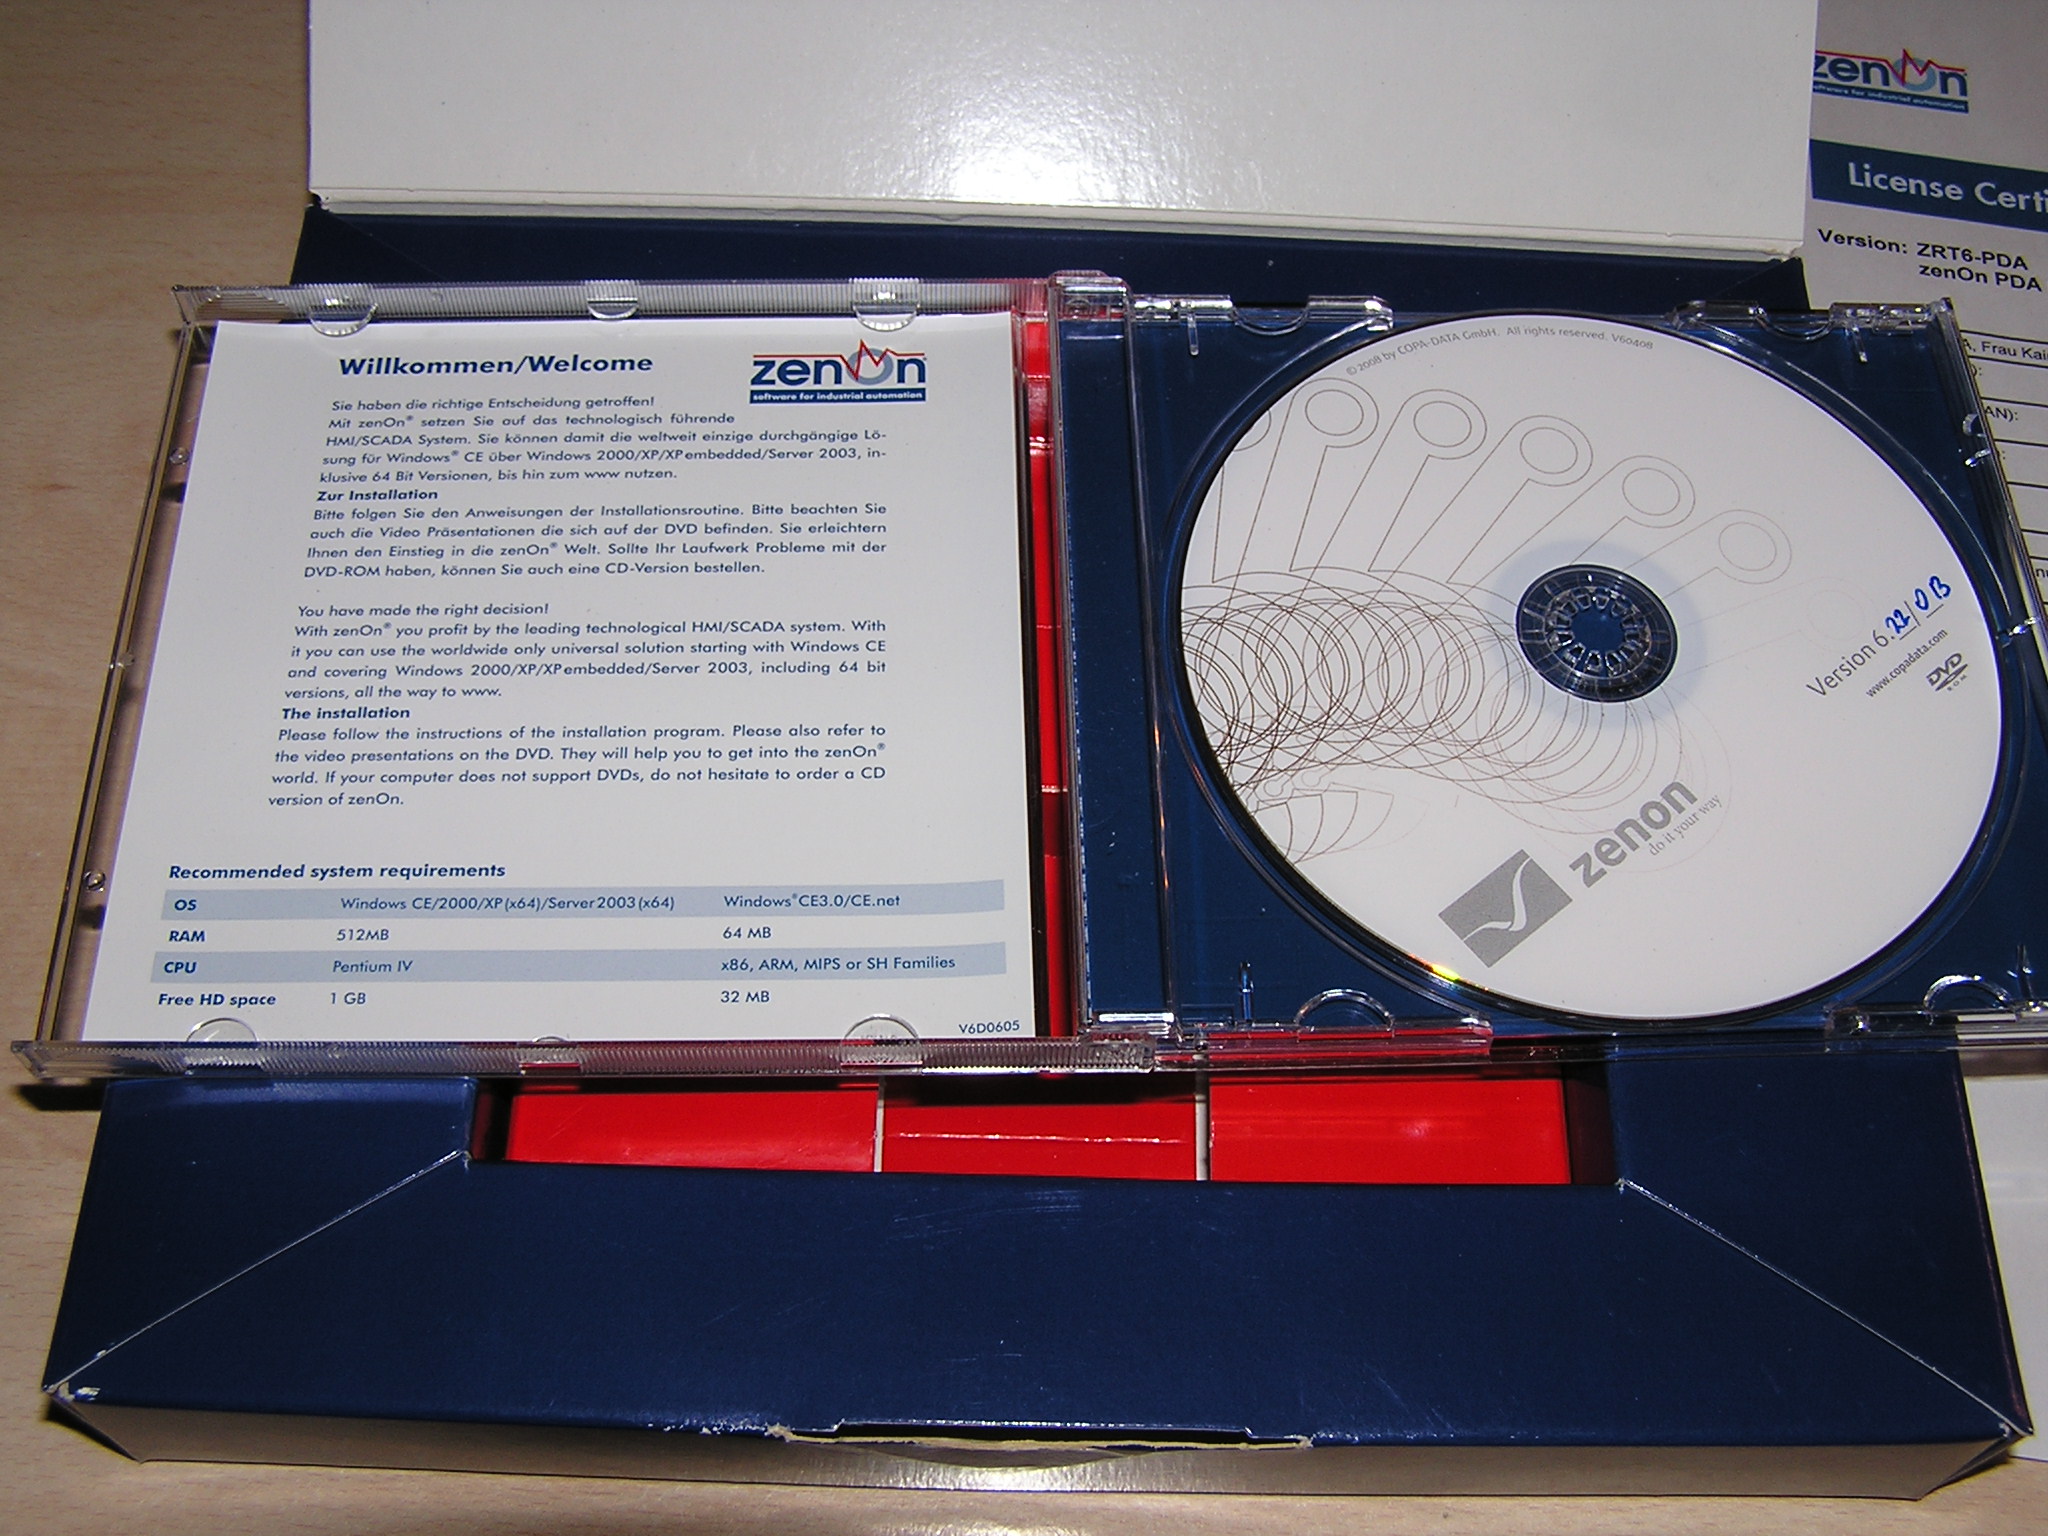 Willkommen/Welcome
zenOn
software for industrial automation
Sie haben die richtige Entscheidung getroffen!
Mit zenOn® setzen Sie auf das technologisch führende
HMI/SCADA System. Sie können damit die weltweit einzige durchgängige Lö-
sung für Windows® CE über Windows 2000/XP/XPembedded/Server 2003, in-
klusive 64 Bit Versionen, bis hin zum www nutzen.
Zur Installation
Bitte folgen Sie den Anweisungen der Installationsroutine. Bitte beachten Sie
auch die Video Präsentationen die sich auf der DVD befinden. Sie erleichtern
Ihnen den Einstieg in die zenOn® Welt. Sollte Ihr Laufwerk Probleme mit der
DVD-ROM haben, können Sie auch eine CD-Version bestellen.
You have made the right decision!
With zenOn® you profit by the leading technological HMI/SCADA system. With
it you can use the worldwide only universal solution starting with Windows CE
and covering Windows 2000/XP/XPembedded/Server 2003, including 64 bit
versions, all the way to www.
The installation
Please follow the instructions of the installation program. Please also refer to
the video presentations on the DVD. They will help you to get into the zenOn®
world. If your computer does not support DVDs, do not hesitate to order a CD
version of zenOn.
Recommended system requirements
OS Windows CE/2000/XP(x64)/Server2003(x64) Windows®CE3.0/CE.net
RAM 512MB 64 MB
CPU Pentium IV x86, ARM, MIPS or SH Families
Free HD space 1 GB 32 MB
V6D0605
© 2008 by COPA-DATA GmbH. All rights reserved. V60408
Version 6.22/0B
www.copadata.com
DVD
ROM
zenon
do it your way
zenOn
software for industrial automation
License Certi
Version: ZRT6-PDA
zenOn PDA
A, Frau Kai
AN):